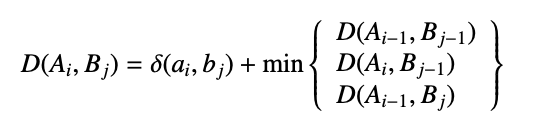 D(A_{i−1}, B_{j−1})
D(A_i, B_j) = δ(a_i, b_j) + min { D(A_i, B_{j−1}) }
D(A_{i−1}, B_j)